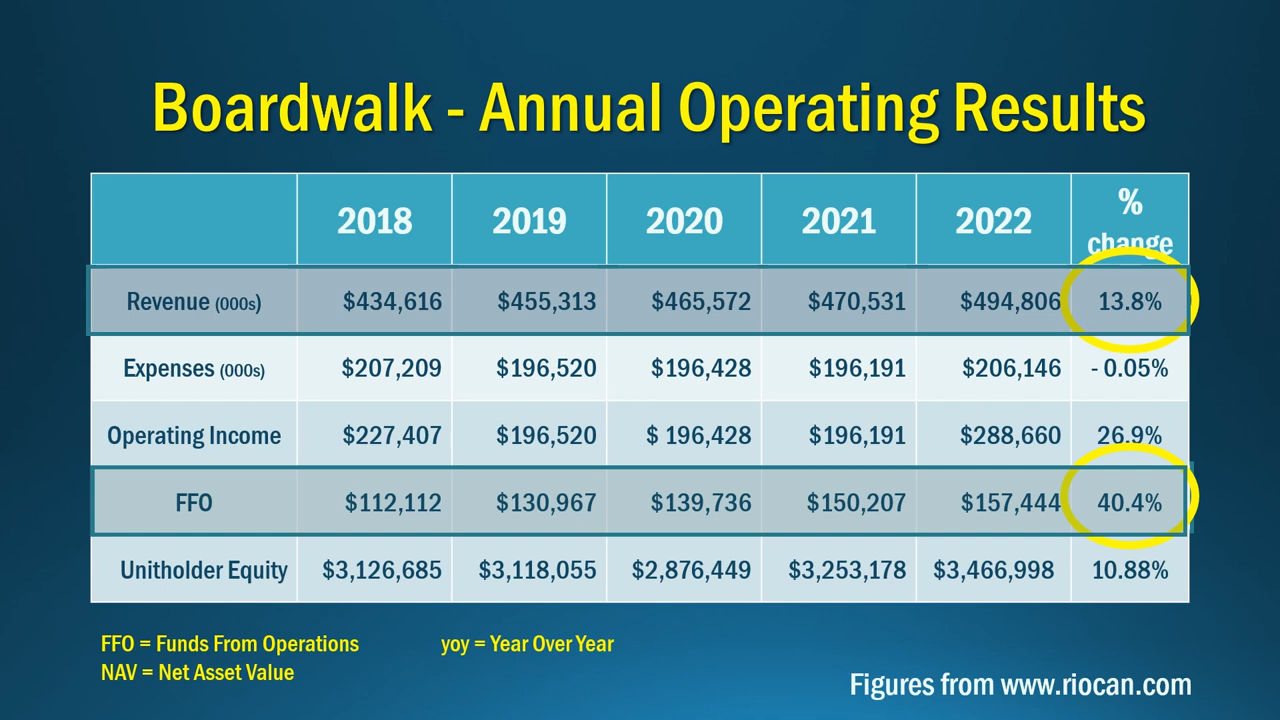 Boardwalk - Annual Operating Results
2018 2019 2020 2021 2022 %
change
Revenue (000s) $434,616 $455,313 $465,572 $470,531 $494,806 13.8%
Expenses (000s) $207,209 $196,520 $196,428 $196,191 $206,146 - 0.05%
Operating Income $227,407 $196,520 $ 196,428 $196,191 $288,660 26.9%
FFO $112,112 $130,967 $139,736 $150,207 $157,444 40.4%
Unitholder Equity $3,126,685 $3,118,055 $2,876,449 $3,253,178 $3,466,998 10.88%
FFO = Funds From Operations yoy = Year Over Year
NAV = Net Asset Value
Figures from www.riocan.com